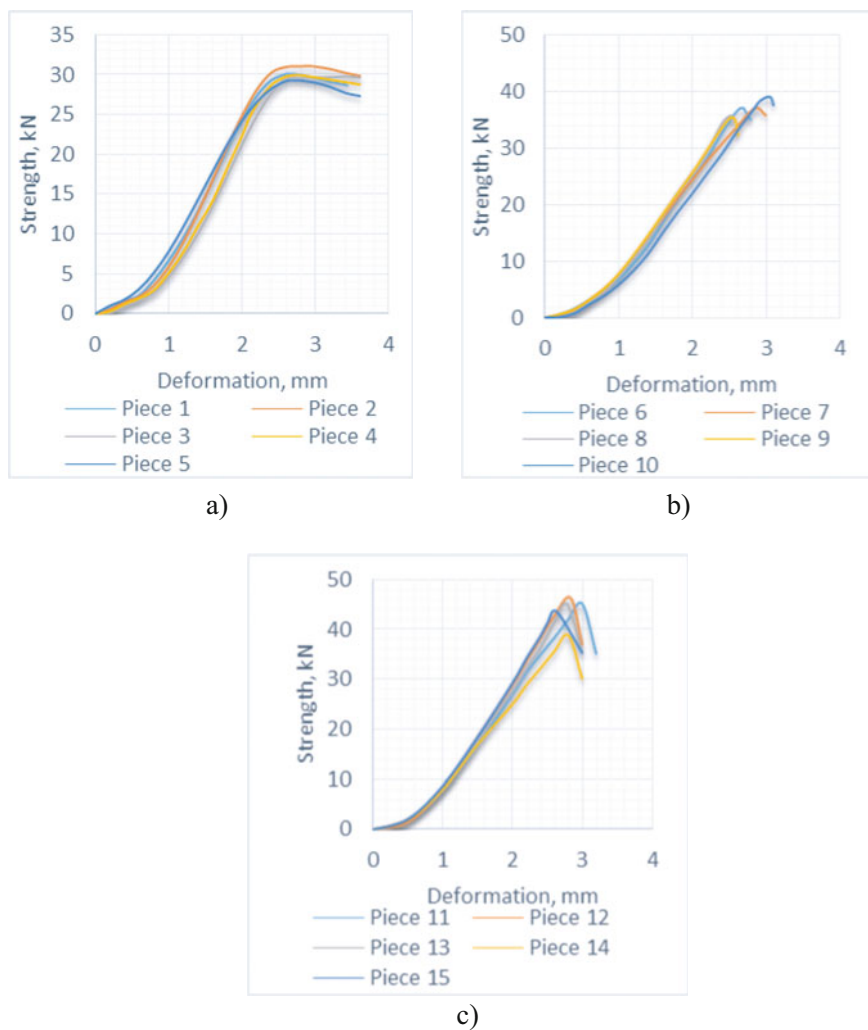 35
30
25
20
15
10
5
0
Strength, kN
0 1 2 3 4
Deformation, mm
Piece 1 Piece 2
Piece 3 Piece 4
Piece 5
a)
50
40
30
20
10
0
Strength, kN
0 1 2 3 4
Deformation, mm
Piece 6 Piece 7
Piece 8 Piece 9
Piece 10
b)
50
40
30
20
10
0
Strength, kN
0 1 2 3 4
Deformation, mm
Piece 11 Piece 12
Piece 13 Piece 14
Piece 15
c)